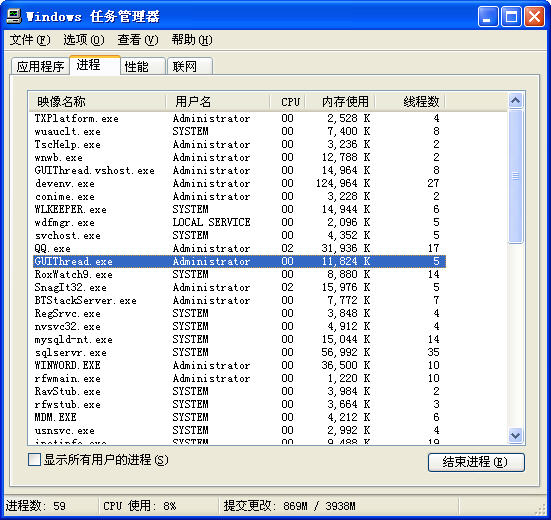 Windows 任务管理器
文件(F) 选项(O) 查看(V) 帮助(H)
应用程序 进程 性能 联网
映像名称 用户名 CPU 内存使用 线程数
TXPlatform.exe Administrator 00 2,528 K 4
wuauclt.exe SYSTEM 00 7,400 K 8
TscHelp.exe Administrator 00 3,236 K 2
wnwb.exe Administrator 00 12,788 K 2
GUIThread.vshost.exe Administrator 00 14,964 K 8
devenv.exe Administrator 00 124,964 K 27
conime.exe Administrator 00 3,228 K 2
WLKEEPER.exe SYSTEM 00 14,944 K 6
wdfmgr.exe LOCAL SERVICE 00 2,096 K 5
svchost.exe SYSTEM 00 4,352 K 5
QQ.exe Administrator 02 31,936 K 17
GUIThread.exe Administrator 00 11,824 K 5
RoxWatch9.exe SYSTEM 00 8,880 K 14
SnagIt32.exe Administrator 02 15,976 K 5
BTStackServer.exe Administrator 00 7,772 K 7
RegSrvc.exe SYSTEM 00 3,848 K 4
nvsvc32.exe SYSTEM 00 4,912 K 4
mysqld-nt.exe SYSTEM 00 15,044 K 14
sqlservr.exe SYSTEM 00 56,992 K 35
WINWORD.EXE Administrator 00 36,500 K 10
rfwmain.exe Administrator 00 1,220 K 10
RavStub.exe SYSTEM 00 3,984 K 2
rfwstub.exe SYSTEM 00 3,664 K 3
MDM.EXE SYSTEM 00 4,212 K 6
usnsvc.exe SYSTEM 00 2,992 K 4
inetinfo.exe SYSTEM 00 9,488 K 19
显示所有用户的进程(S) 结束进程(E)
进程数: 59 CPU 使用: 8% 提交更改: 869M / 3938M